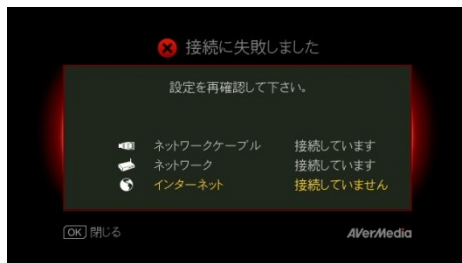 接続に失敗しました
設定を再確認して下さい。
ネットワークケーブル 接続しています
ネットワーク 接続しています
インターネット 接続していません
OK 閉じる
AVerMedia